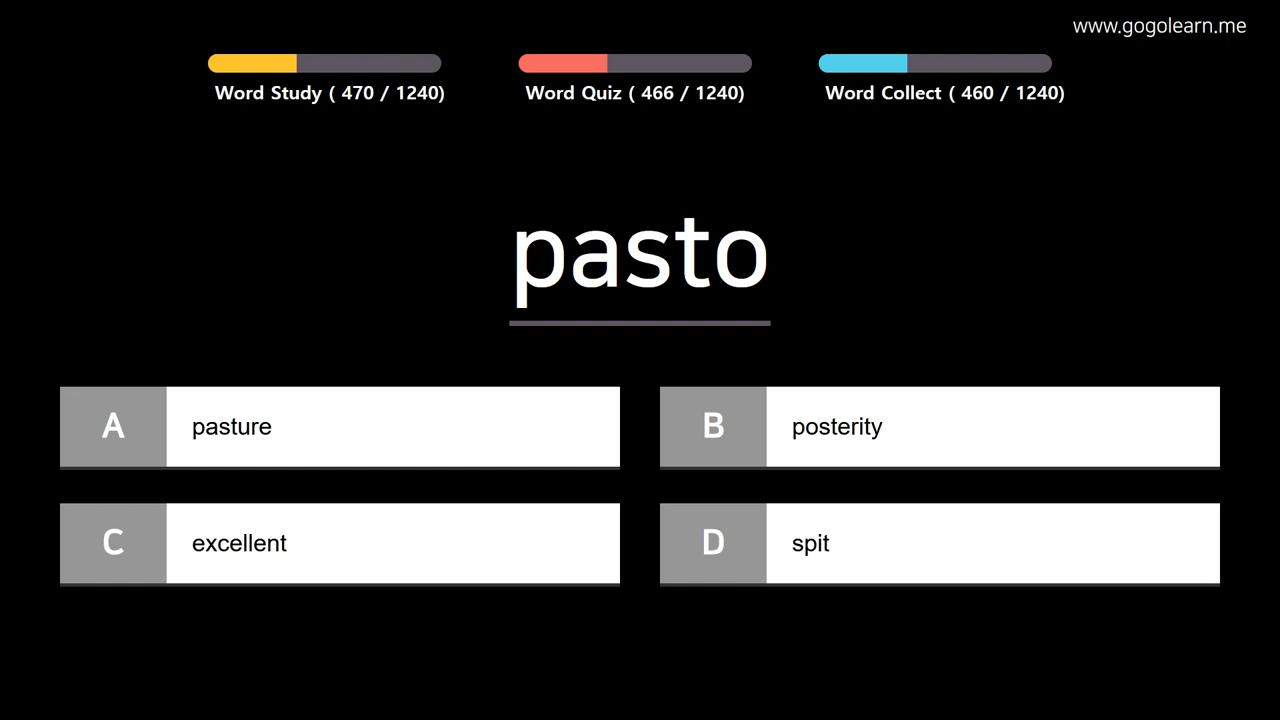 www.gogolearn.me
Word Study ( 470 / 1240)
Word Quiz ( 466 / 1240)
Word Collect ( 460 / 1240)
pasto
A pasture
B posterity
C excellent
D spit